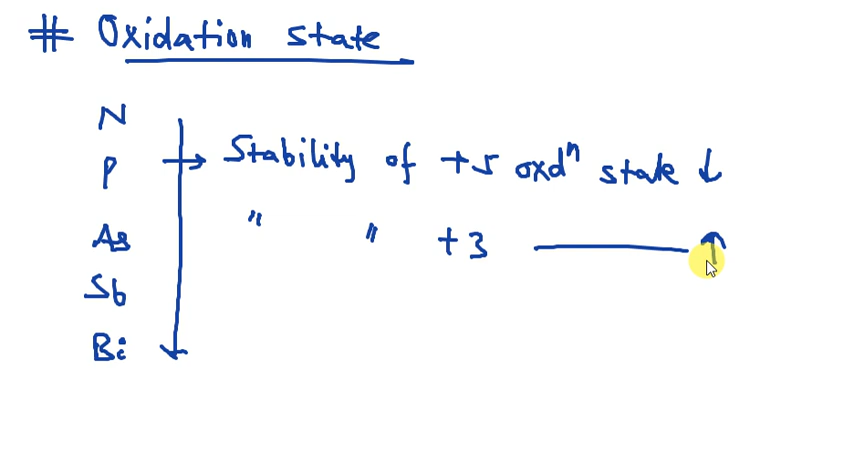 # Oxidation state
N
P → Stability of +5 oxdⁿ state ↓
As " " +3 ——— ↑
Sb
Bi